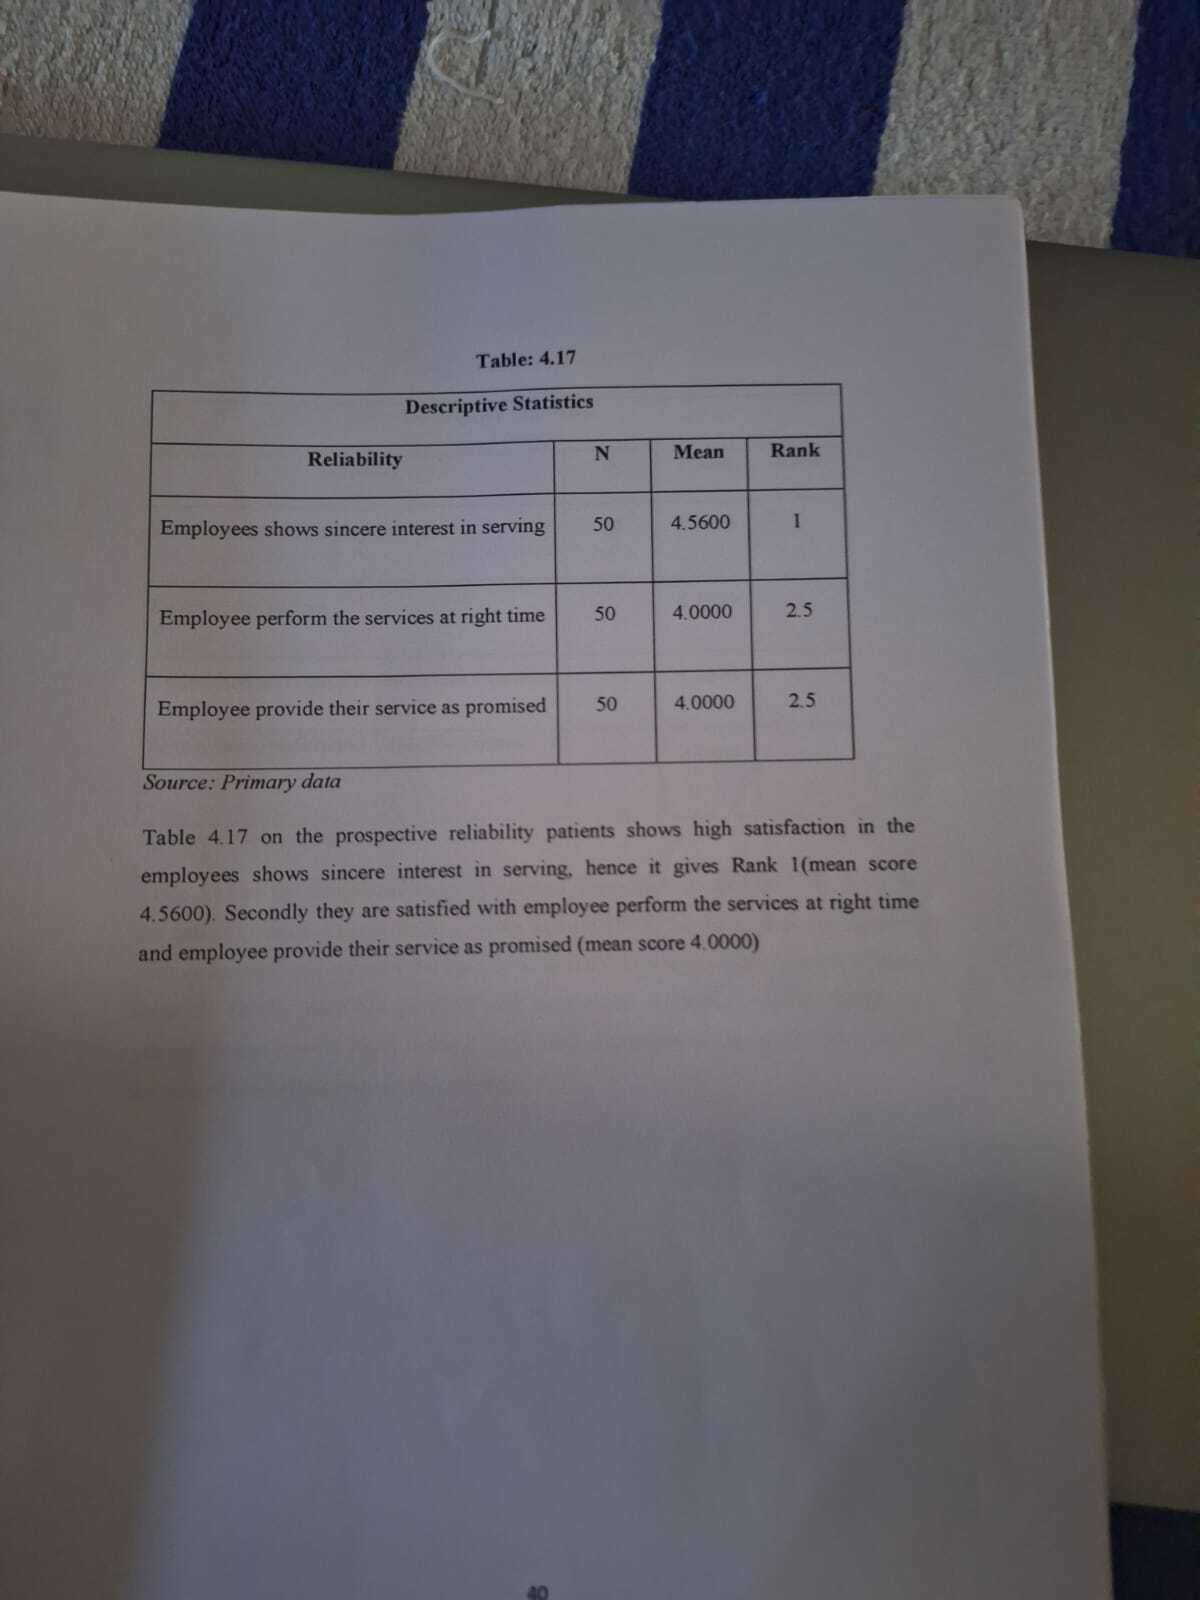 Table: 4.17
Descriptive Statistics
Reliability N Mean Rank
Employees shows sincere interest in serving 50 4.5600 1
Employee perform the services at right time 50 4.0000 2.5
Employee provide their service as promised 50 4.0000 2.5
Source: Primary data
Table 4.17 on the prospective reliability patients shows high satisfaction in the
employees shows sincere interest in serving, hence it gives Rank 1(mean score
4.5600). Secondly they are satisfied with employee perform the services at right time
and employee provide their service as promised (mean score 4.0000)
40